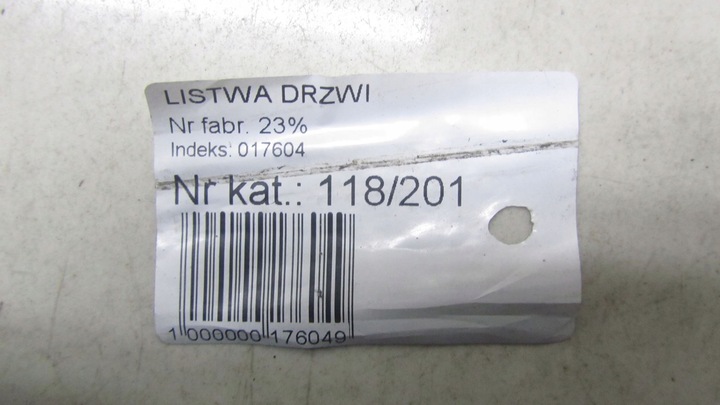 LISTWA DRZWI
Nr fabr. 23%
Indeks: 017604
Nr kat.: 118/201
1 000000 176049